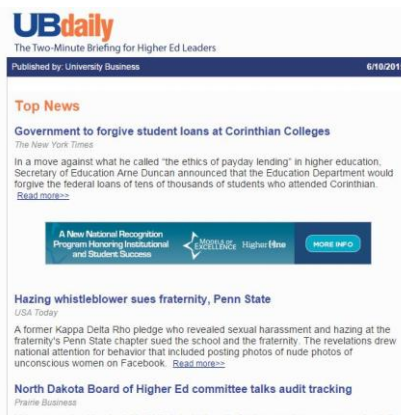 UBdaily
The Two-Minute Briefing for Higher Ed Leaders
Published by: University Business 6/10/201
Top News
Government to forgive student loans at Corinthian Colleges
The New York Times
In a move against what he called "the ethics of payday lending" in higher education,
Secretary of Education Arne Duncan announced that the Education Department would
forgive the federal loans of tens of thousands of students who attended Corinthian.
Read more>>
A New National Recognition
Program Honoring Institutional
and Student Success
MODELS OF
EXCELLENCE
HigherOne
MORE INFO
Hazing whistleblower sues fraternity, Penn State
USA Today
A former Kappa Delta Rho pledge who revealed sexual harassment and hazing at the
fraternity's Penn State chapter sued the school and the fraternity. The revelations drew
national attention for behavior that included posting photos of nude photos of
unconscious women on Facebook. Read more>>
North Dakota Board of Higher Ed committee talks audit tracking
Prairie Business